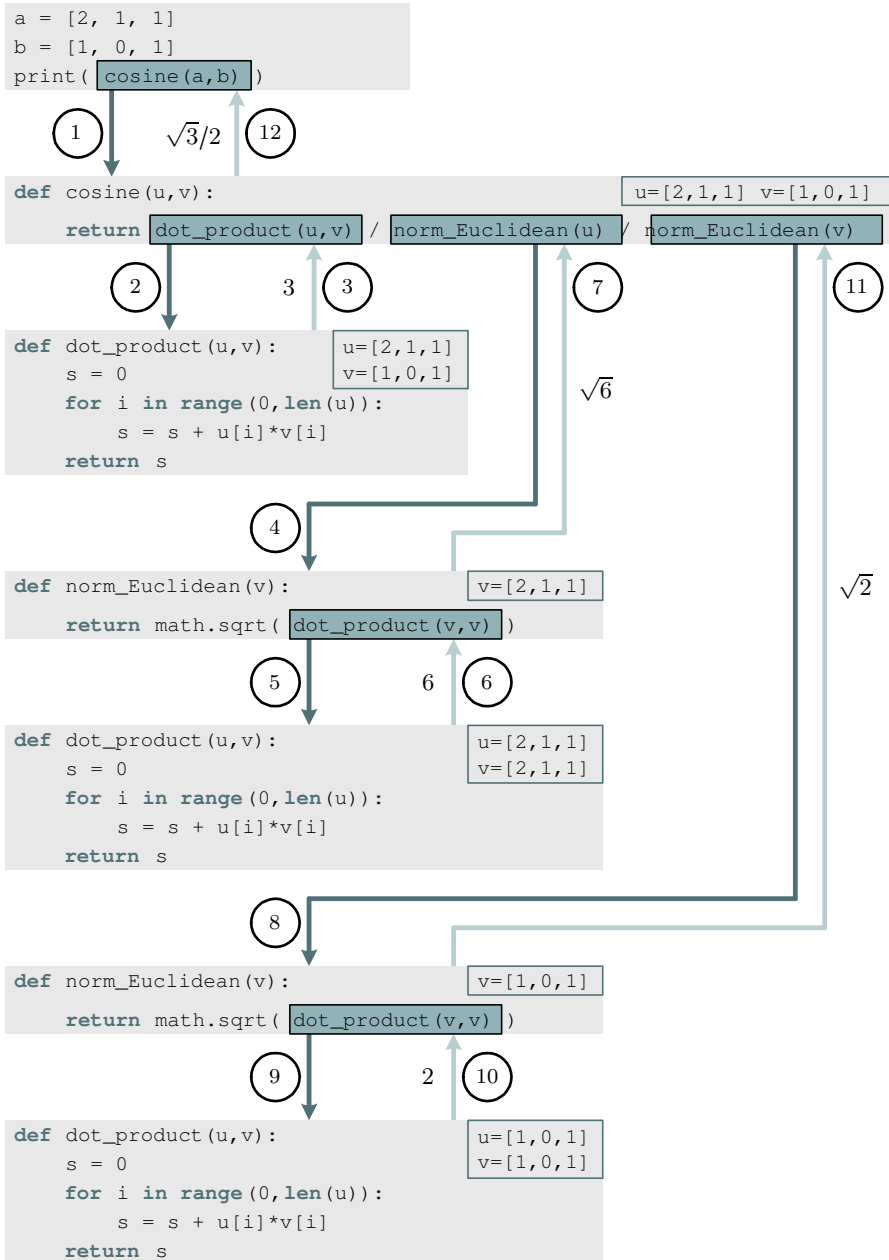 a = [2, 1, 1]
b = [1, 0, 1]
print( cosine(a,b) )
1 √3/2 12
def cosine(u,v): u=[2,1,1] v=[1,0,1]
return dot_product(u,v) / norm_Euclidean(u) / norm_Euclidean(v)
2 3 3 7 11
def dot_product(u,v): u=[2,1,1]
s = 0 v=[1,0,1]
for i in range(0,len(u)):
s = s + u[i]*v[i]
return s
√6
4
def norm_Euclidean(v): v=[2,1,1]
return math.sqrt( dot_product(v,v) )
√2
5 6 6
def dot_product(u,v): u=[2,1,1]
s = 0 v=[2,1,1]
for i in range(0,len(u)):
s = s + u[i]*v[i]
return s
8
def norm_Euclidean(v): v=[1,0,1]
return math.sqrt( dot_product(v,v) )
9 2 10
def dot_product(u,v): u=[1,0,1]
s = 0 v=[1,0,1]
for i in range(0,len(u)):
s = s + u[i]*v[i]
return s